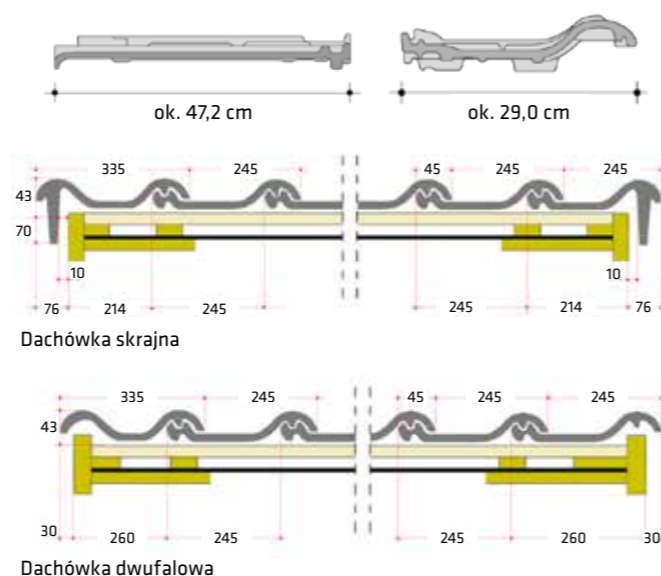 ok. 47,2 cm ok. 29,0 cm
335 245 45 245 245
43
70
10 10
76 214 245 245 214 76
Dachówka skrajna
335 245 45 245 245
43
30 260 245 245 260 30
Dachówka dwufalowa